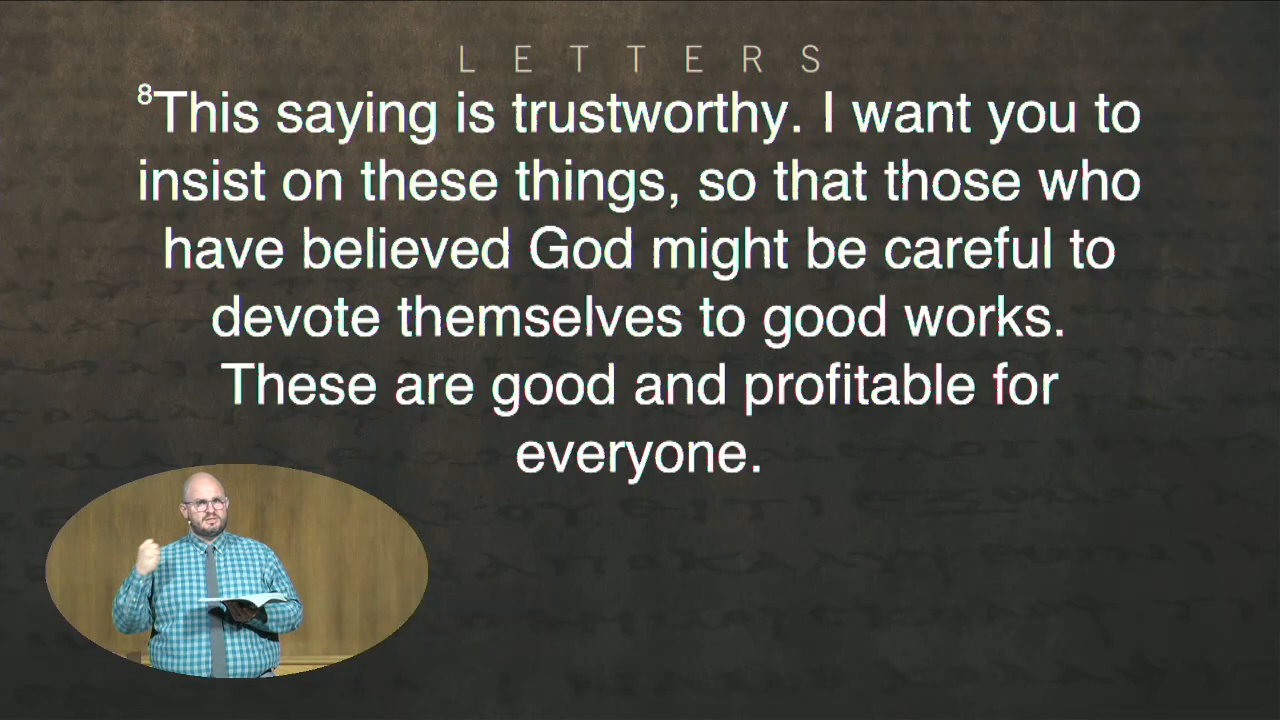 LETTERS
8This saying is trustworthy. I want you to
insist on these things, so that those who
have believed God might be careful to
devote themselves to good works.
These are good and profitable for
everyone.